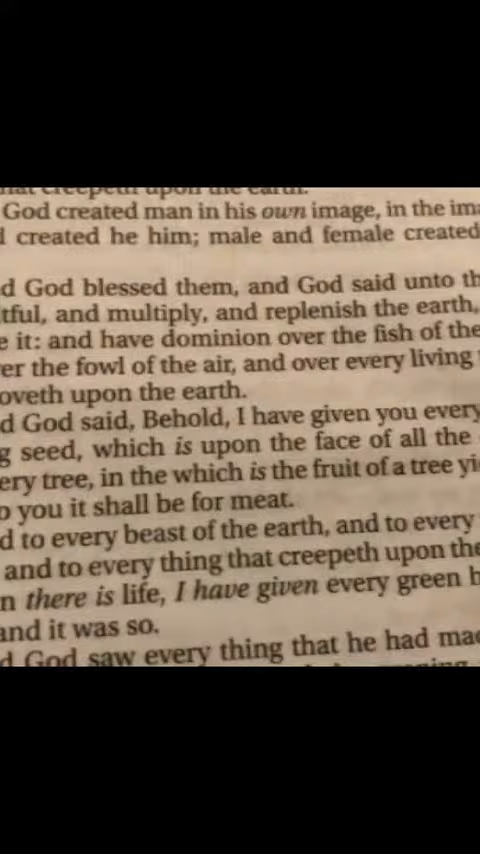 creepeth upon the earth.
God created man in his own image, in the ima
l created he him; male and female created
d God blessed them, and God said unto th
tful, and multiply, and replenish the earth,
e it: and have dominion over the fish of the
er the fowl of the air, and over every living
oveth upon the earth.
d God said, Behold, I have given you every
g seed, which is upon the face of all the
ery tree, in the which is the fruit of a tree yi
o you it shall be for meat.
d to every beast of the earth, and to every
and to every thing that creepeth upon the
n there is life, I have given every green h
and it was so.
d God saw every thing that he had mad